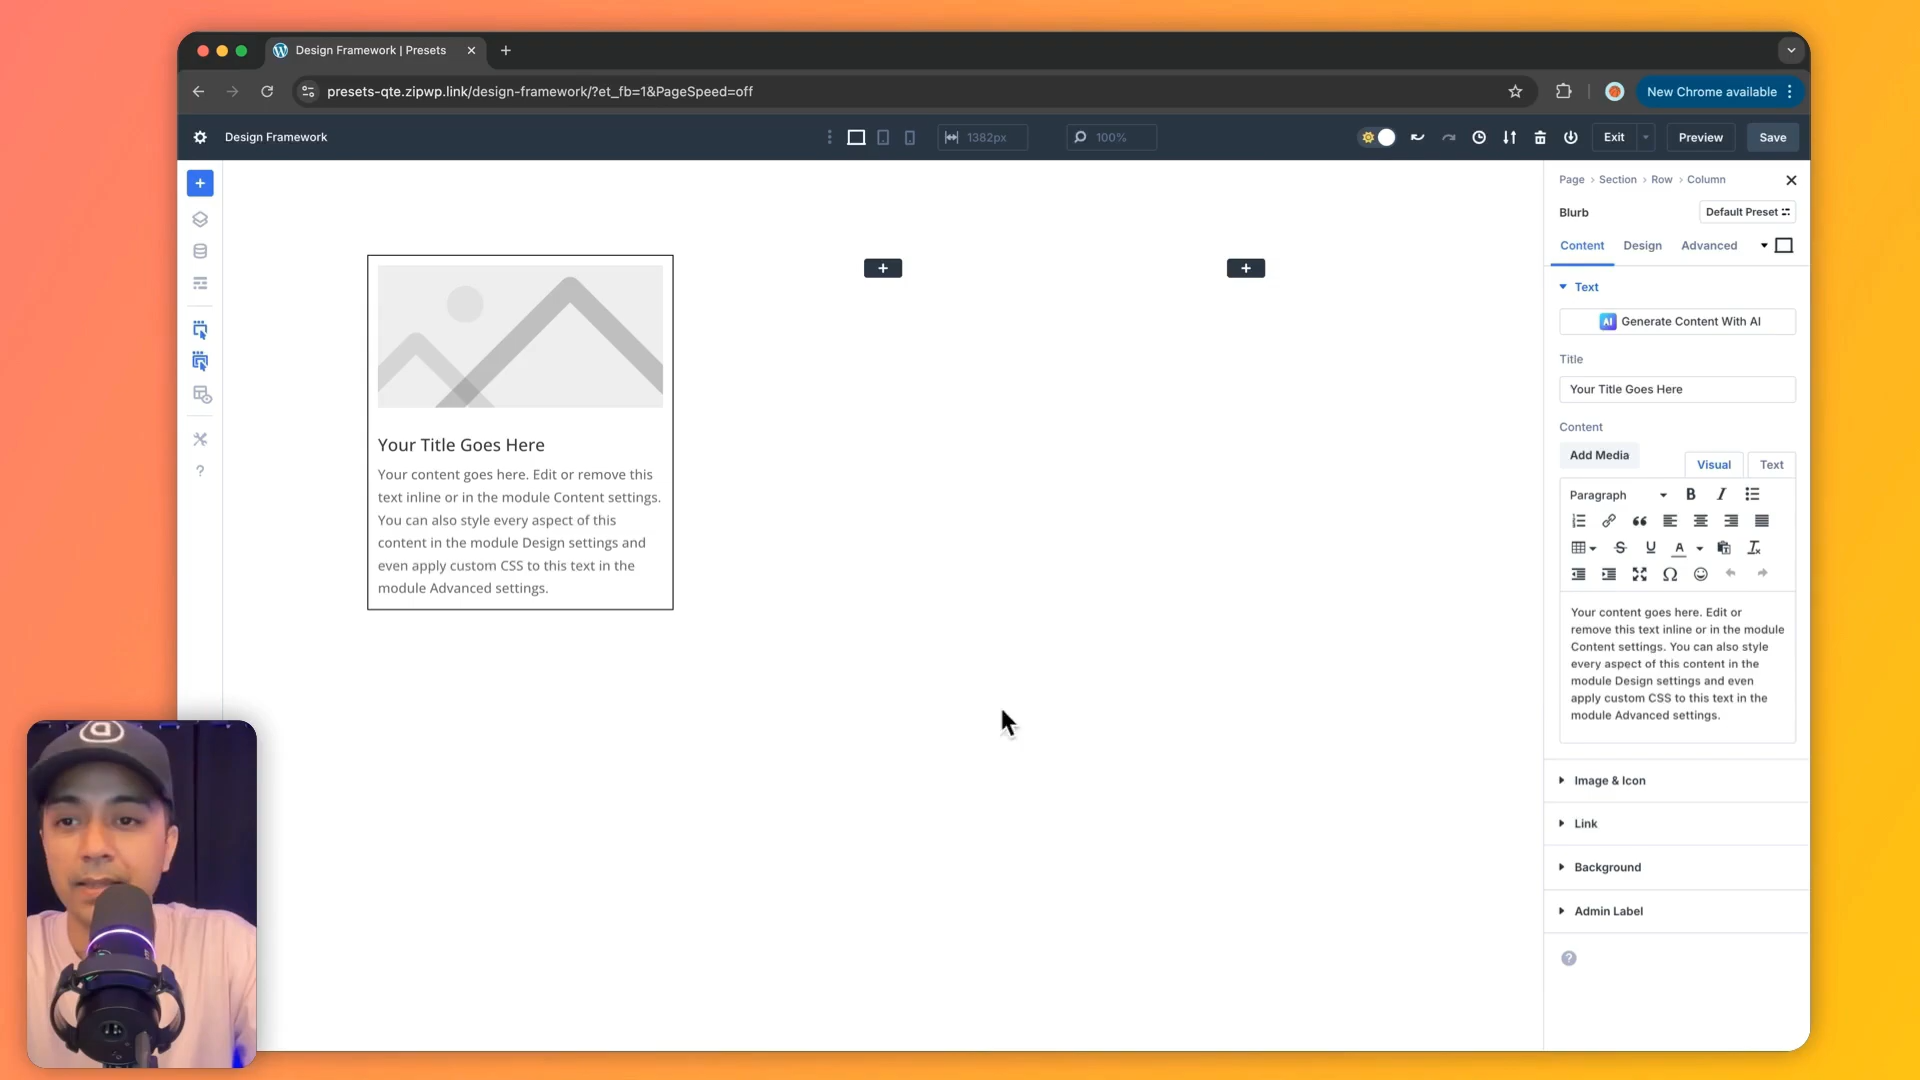 Design Framework | Presets
presets-qte.zipwp.link/design-framework/?et_fb=1&PageSpeed=off
New Chrome available
Design Framework
1382px
100%
Exit
Preview
Save
Page › Section › Row › Column
Blurb
Default Preset
Content
Design
Advanced
Text
AI Generate Content With AI
Title
Your Title Goes Here
Content
Add Media
Visual
Text
Paragraph
Your content goes here. Edit or
remove this text inline or in the module
Content settings. You can also style
every aspect of this content in the
module Design settings and even
apply custom CSS to this text in the
module Advanced settings.
Image & Icon
Link
Background
Admin Label
Your Title Goes Here
Your content goes here. Edit or remove this
text inline or in the module Content settings.
You can also style every aspect of this
content in the module Design settings and
even apply custom CSS to this text in the
module Advanced settings.